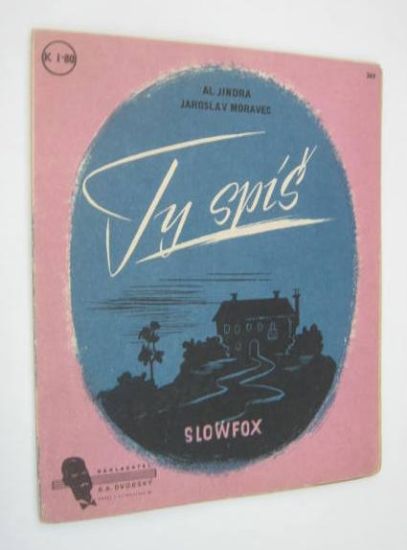 K 1·80
AL JINDRA
JAROSLAV MORAVEC
Ty spíš
SLOWFOX
NAKLADATEL
R.A. DVORSKÝ